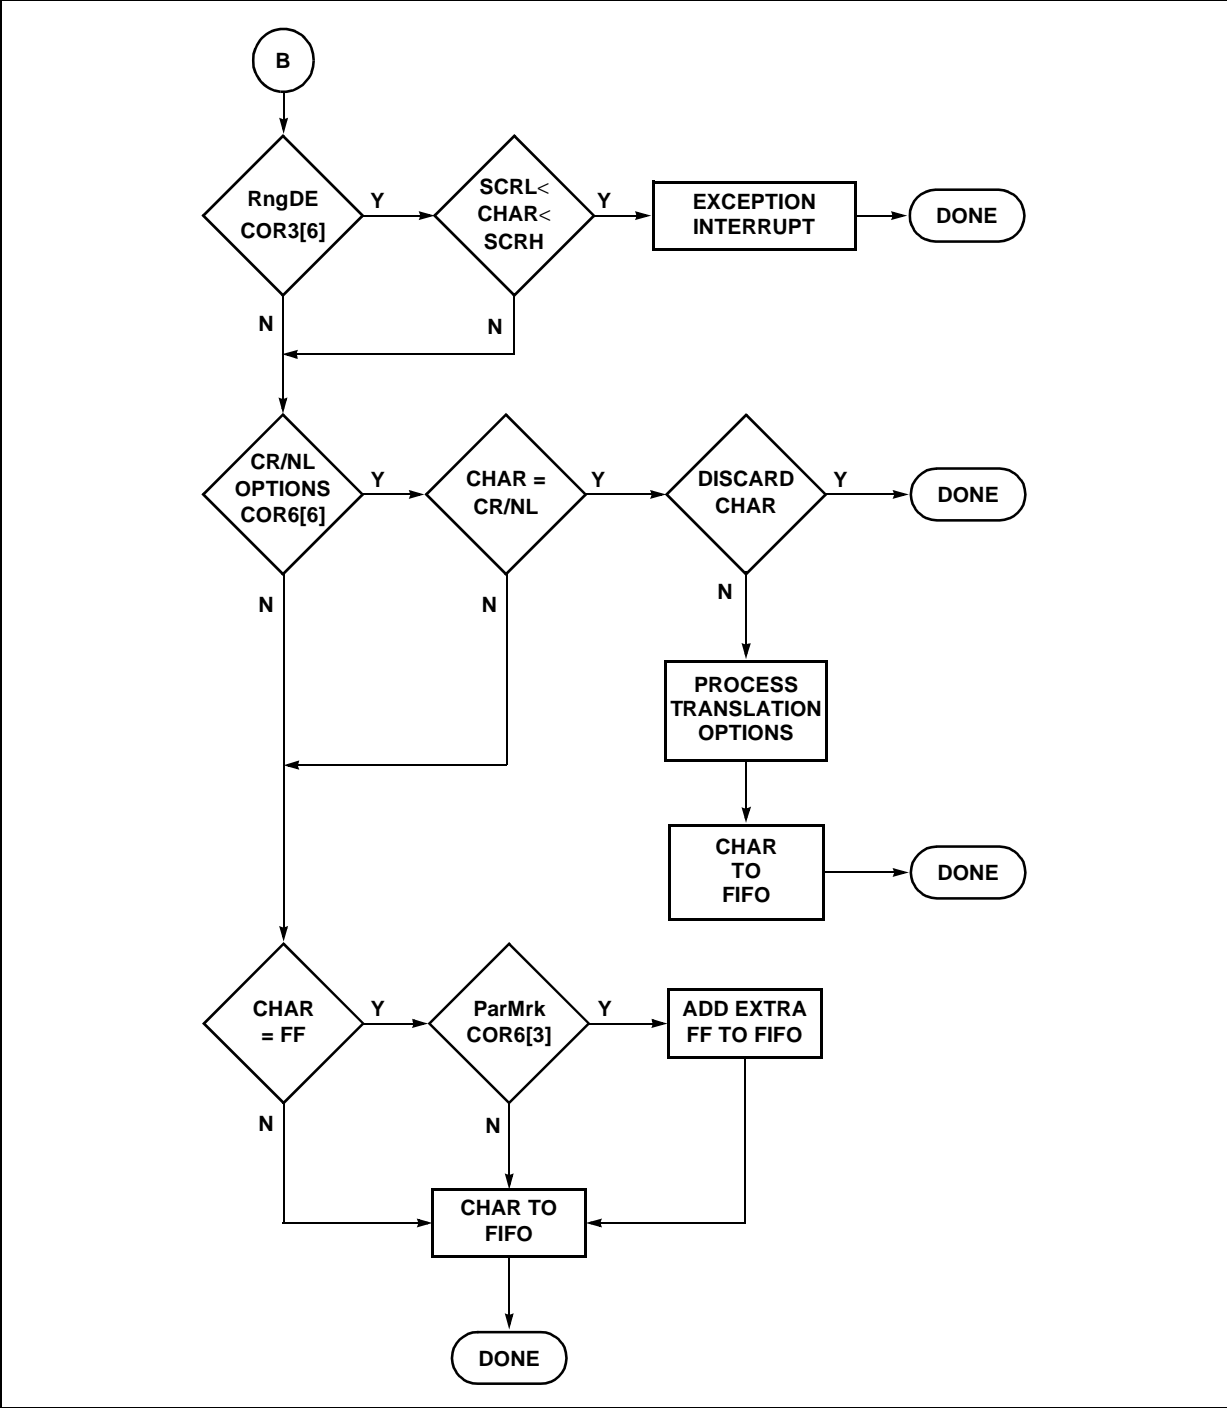 B
RngDE
COR3[6]
Y
SCRL<
CHAR<
SCRH
Y
EXCEPTION
INTERRUPT
DONE
N
N
CR/NL
OPTIONS
COR6[6]
Y
CHAR =
CR/NL
Y
DISCARD
CHAR
Y
DONE
N
N
N
PROCESS
TRANSLATION
OPTIONS
CHAR
TO
FIFO
DONE
CHAR
= FF
Y
ParMrk
COR6[3]
Y
ADD EXTRA
FF TO FIFO
N
N
CHAR TO
FIFO
DONE